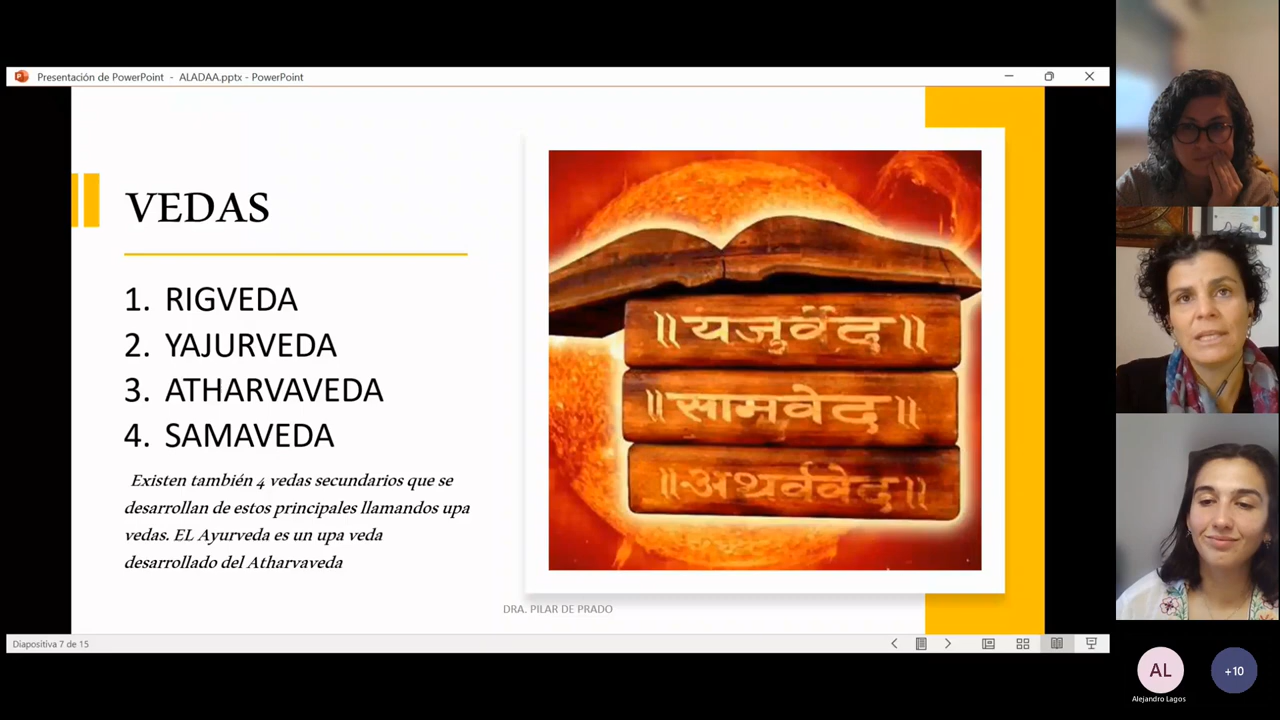 Presentación de PowerPoint - ALADAA.pptx - PowerPoint
VEDAS
1. RIGVEDA
2. YAJURVEDA
3. ATHARVAVEDA
4. SAMAVEDA
Existen también 4 vedas secundarios que se
desarrollan de estos principales llamandos upa
vedas. EL Ayurveda es un upa veda
desarrollado del Atharvaveda
॥यजुर्वेद॥
॥सामवेद॥
॥अथर्ववेद॥
DRA. PILAR DE PRADO
Diapositiva 7 de 15
AL
+10
Alejandro Lagos